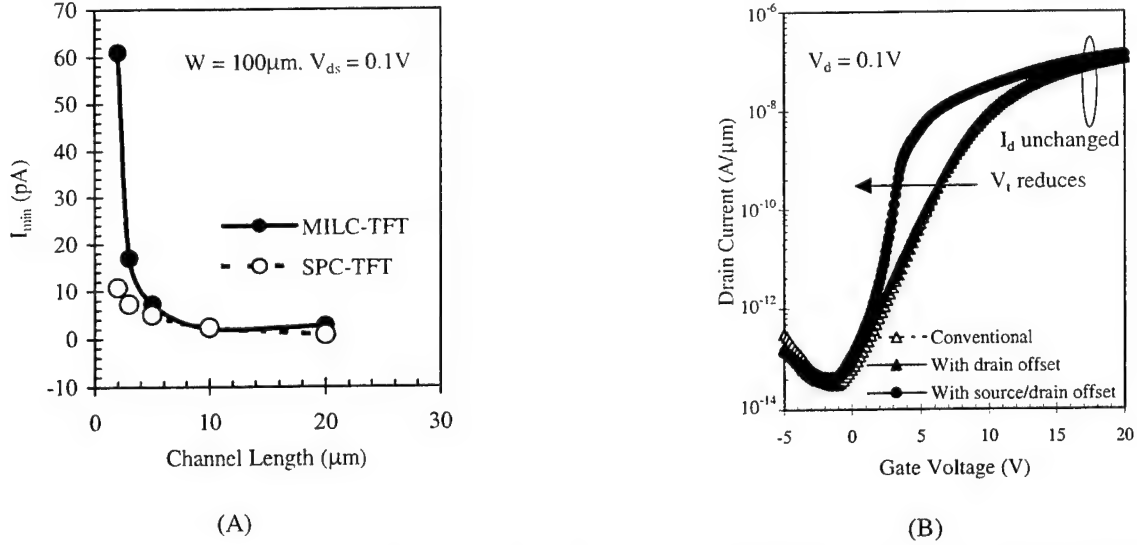 70
60
50
40
30
20
10
0
-10
I_min (pA)
W = 100μm. V_ds = 0.1V
MILC-TFT
SPC-TFT
0
10
20
30
Channel Length (μm)
(A)
10^-6
10^-8
10^-10
10^-12
10^-14
Drain Current (A/μm)
V_d = 0.1V
I_d unchanged
V_t reduces
Conventional
With drain offset
With source/drain offset
-5
0
5
10
15
20
Gate Voltage (V)
(B)